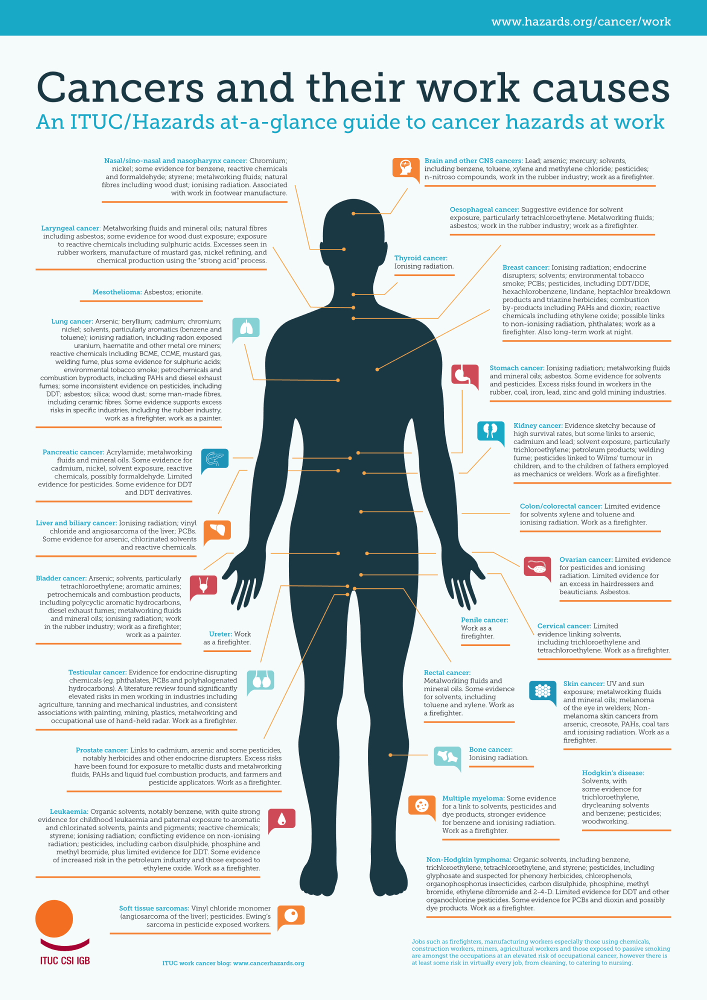 www.hazards.org/cancer/work
Cancers and their work causes
An ITUC/Hazards at-a-glance guide to cancer hazards at work
Nasal/sino-nasal and nasopharynx cancer: Chromium;
nickel; some evidence for benzene, reactive chemicals
and formaldehyde; styrene; metalworking fluids; natural
fibres including wood dust; ionising radiation. Associated
with work in footwear manufacture.
Brain and other CNS cancers: Lead; arsenic; mercury; solvents,
including benzene, toluene, xylene and methylene chloride; pesticides;
n-nitroso compounds, work in the rubber industry; work as a firefighter.
Oesophageal cancer: Suggestive evidence for solvent
exposure, particularly tetrachloroethylene. Metalworking fluids;
asbestos; work in the rubber industry; work as a firefighter.
Laryngeal cancer: Metalworking fluids and mineral oils; natural fibres
including asbestos; some evidence for wood dust exposure; exposure
to reactive chemicals including sulphuric acids. Excesses seen in
rubber workers, manufacture of mustard gas, nickel refining, and
chemical production using the “strong acid” process.
Thyroid cancer:
Ionising radiation.
Breast cancer: Ionising radiation; endocrine
disrupters; solvents; environmental tobacco
smoke; PCBs; pesticides, including DDT/DDE,
hexachlorobenzene, lindane, heptachlor breakdown
products and triazine herbicides; combustion
by-products including PAHs and dioxin; reactive
chemicals including ethylene oxide; possible links
to non-ionising radiation, phthalates; work as a
firefighter. Also long-term work at night.
Mesothelioma: Asbestos; erionite.
Lung cancer: Arsenic; beryllium; cadmium; chromium;
nickel; solvents, particularly aromatics (benzene and
toluene); ionising radiation, including radon exposed
uranium, haematite and other metal ore miners;
reactive chemicals including BCME, CCME, mustard gas,
welding fume, plus some evidence for sulphuric acids;
environmental tobacco smoke; petrochemicals and
combustion byproducts, including PAHs and diesel exhaust
fumes; some inconsistent evidence on pesticides, including
DDT; asbestos; silica; wood dust; some man-made fibres,
including ceramic fibres. Some evidence supports excess
risks in specific industries, including the rubber industry,
work as a firefighter, work as a painter.
Stomach cancer: Ionising radiation; metalworking fluids
and mineral oils; asbestos. Some evidence for solvents
and pesticides. Excess risks found in workers in the
rubber, coal, iron, lead, zinc and gold mining industries.
Kidney cancer: Evidence sketchy because of
high survival rates, but some links to arsenic,
cadmium and lead; solvent exposure, particularly
trichloroethylene; petroleum products; welding
fume; pesticides linked to Wilms’ tumour in
children, and to the children of fathers employed
as mechanics or welders. Work as a firefighter.
Pancreatic cancer: Acrylamide; metalworking
fluids and mineral oils. Some evidence for
cadmium, nickel, solvent exposure, reactive
chemicals, possibly formaldehyde. Limited
evidence for pesticides. Some evidence for DDT
and DDT derivatives.
Colon/colorectal cancer: Limited evidence
for solvents xylene and toluene and
ionising radiation. Work as a firefighter.
Liver and biliary cancer: Ionising radiation; vinyl
chloride and angiosarcoma of the liver; PCBs.
Some evidence for arsenic, chlorinated solvents
and reactive chemicals.
Ovarian cancer: Limited evidence
for pesticides and ionising
radiation. Limited evidence for
an excess in hairdressers and
beauticians. Asbestos.
Bladder cancer: Arsenic; solvents, particularly
tetrachloroethylene; aromatic amines;
petrochemicals and combustion products,
including polycyclic aromatic hydrocarbons,
diesel exhaust fumes; metalworking fluids
and mineral oils; ionising radiation; work
in the rubber industry; work as a firefighter;
work as a painter.
Ureter: Work
as a firefighter.
Penile cancer:
Work as a
firefighter.
Cervical cancer: Limited
evidence linking solvents,
including trichloroethylene and
tetrachloroethylene. Work as a firefighter.
Testicular cancer: Evidence for endocrine disrupting
chemicals (eg. phthalates, PCBs and polyhalogenated
hydrocarbons). A literature review found significantly
elevated risks in men working in industries including
agriculture, tanning and mechanical industries, and consistent
associations with painting, mining, plastics, metalworking and
occupational use of hand-held radar. Work as a firefighter.
Rectal cancer:
Metalworking fluids and
mineral oils. Some evidence
for solvents, including
toluene and xylene. Work as
a firefighter.
Skin cancer: UV and sun
exposure; metalworking fluids
and mineral oils; melanoma
of the eye in welders; Non-
melanoma skin cancers from
arsenic, creosote, PAHs, coal tars
and ionising radiation. Work as a
firefighter.
Prostate cancer: Links to cadmium, arsenic and some pesticides,
notably herbicides and other endocrine disrupters. Excess risks
have been found for exposure to metallic dusts and metalworking
fluids, PAHs and liquid fuel combustion products, and farmers and
pesticide applicators. Work as a firefighter.
Bone cancer:
Ionising radiation.
Hodgkin’s disease:
Solvents, with
some evidence for
trichloroethylene,
drycleaning solvents
and benzene; pesticides;
woodworking.
Multiple myeloma: Some evidence
for a link to solvents, pesticides and
dye products, stronger evidence
for benzene and ionising radiation.
Work as a firefighter.
Leukaemia: Organic solvents, notably benzene, with quite strong
evidence for childhood leukaemia and paternal exposure to aromatic
and chlorinated solvents, paints and pigments; reactive chemicals;
styrene; ionising radiation; conflicting evidence on non-ionising
radiation; pesticides, including carbon disulphide, phosphine and
methyl bromide, plus limited evidence for DDT. Some evidence
of increased risk in the petroleum industry and those exposed to
ethylene oxide. Work as a firefighter.
Non-Hodgkin lymphoma: Organic solvents, including benzene,
trichloroethylene, tetrachloroethylene, and styrene; pesticides, including
glyphosate and suspected for phenoxy herbicides, chlorophenols,
organophosphorus insecticides, carbon disulphide, phosphine, methyl
bromide, ethylene dibromide and 2-4-D. Limited evidence for DDT and other
organochlorine pesticides. Some evidence for PCBs and dioxin and possibly
dye products. Work as a firefighter.
Soft tissue sarcomas: Vinyl chloride monomer
(angiosarcoma of the liver); pesticides. Ewing’s
sarcoma in pesticide exposed workers.
ITUC CSI IGB
ITUC work cancer blog: www.cancerhazards.org
Jobs such as firefighters, manufacturing workers especially those using chemicals,
construction workers, miners, agricultural workers and those exposed to passive smoking
are amongst the occupations at an elevated risk of occupational cancer, however there is
at least some risk in virtually every job, from cleaning, to catering to nursing.